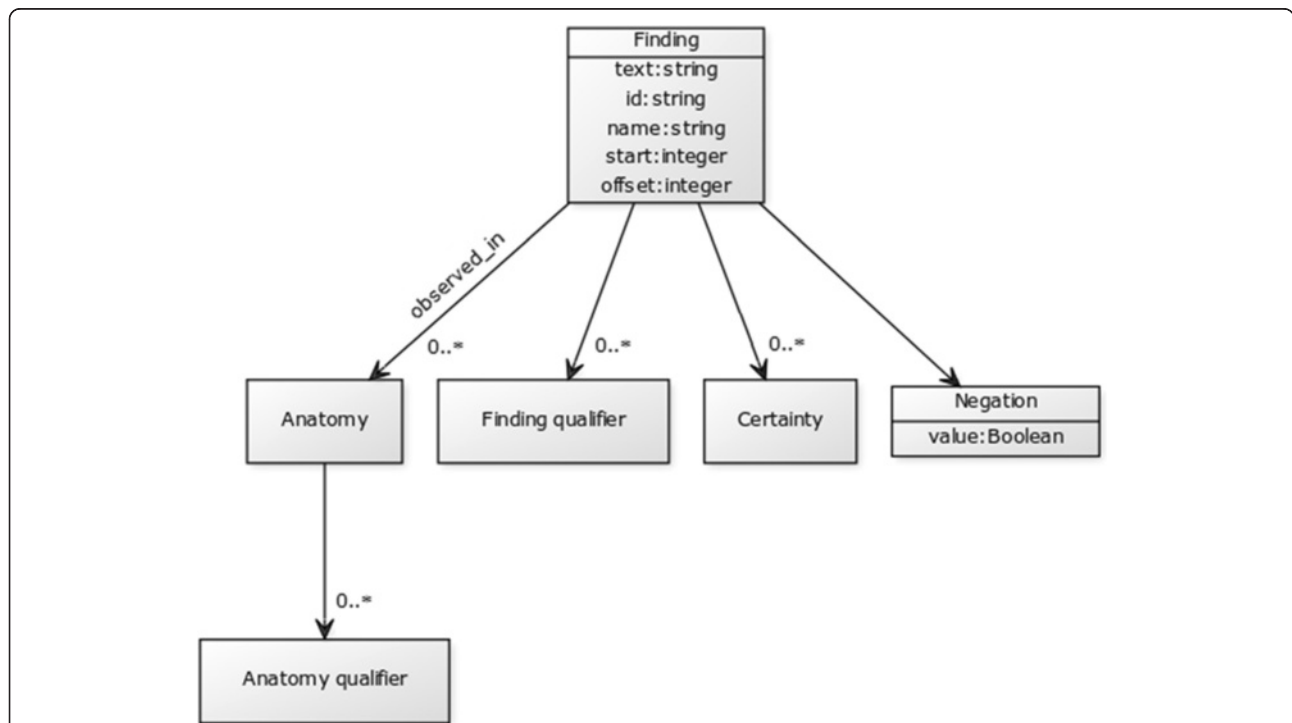 Finding
text:string
id:string
name:string
start:integer
offset:integer
observed_in
0..*
0..*
0..*
Anatomy
Finding qualifier
Certainty
Negation
value:Boolean
0..*
Anatomy qualifier